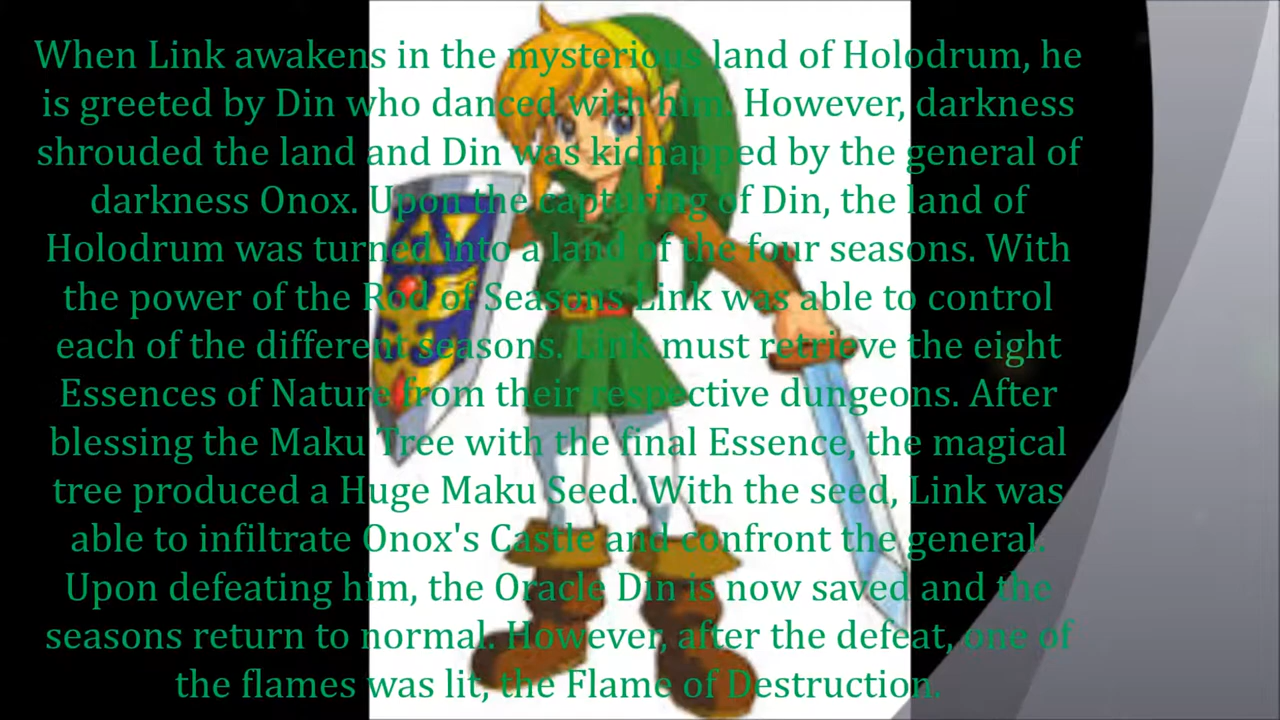 When Link awakens in the mysterious land of Holodrum, he
is greeted by Din who danced with him. However, darkness
shrouded the land and Din was kidnapped by the general of
darkness Onox. Upon the capturing of Din, the land of
Holodrum was turned into a land of the four seasons. With
the power of the Rod of Seasons Link was able to control
each of the different seasons. Link must retrieve the eight
Essences of Nature from their respective dungeons. After
blessing the Maku Tree with the final Essence, the magical
tree produced a Huge Maku Seed. With the seed, Link was
able to infiltrate Onox's Castle and confront the general.
Upon defeating him, the Oracle Din is now saved and the
seasons return to normal. However, after the defeat, one of
the flames was lit, the Flame of Destruction.